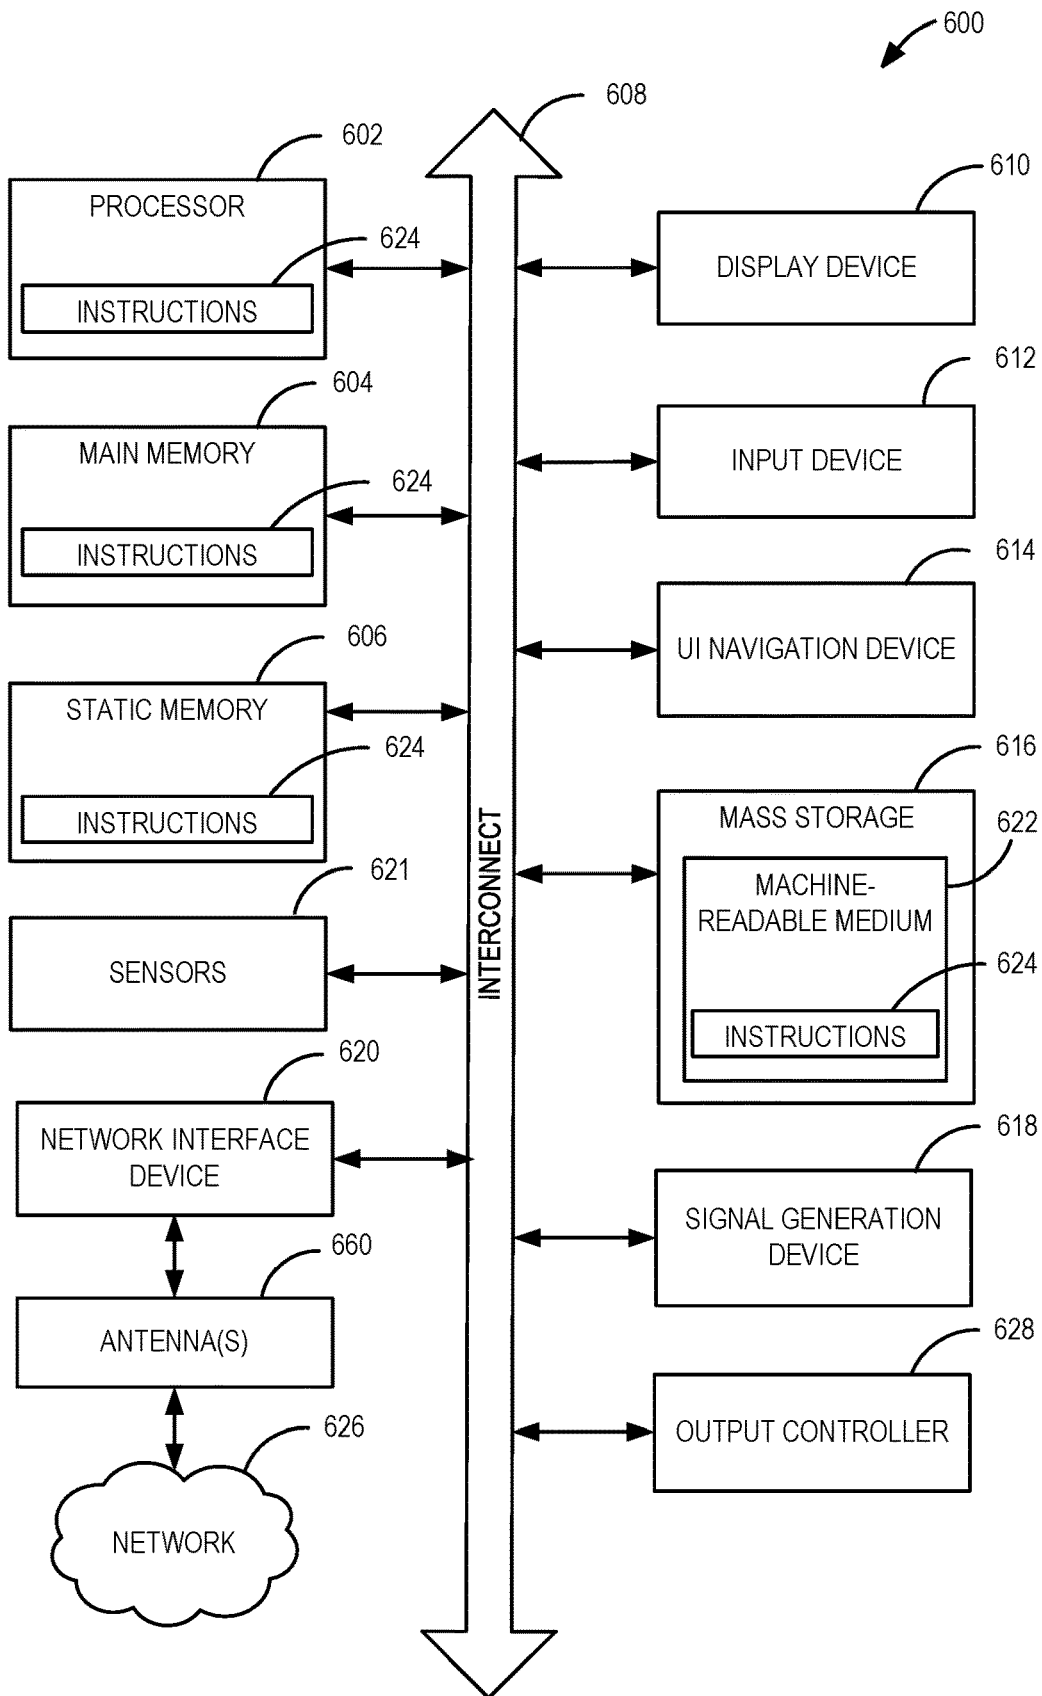 600
608
602
PROCESSOR
624
INSTRUCTIONS
604
MAIN MEMORY
624
INSTRUCTIONS
606
STATIC MEMORY
624
INSTRUCTIONS
621
SENSORS
620
NETWORK INTERFACE
DEVICE
660
ANTENNA(S)
626
NETWORK
INTERCONNECT
610
DISPLAY DEVICE
612
INPUT DEVICE
614
UI NAVIGATION DEVICE
616
MASS STORAGE
622
MACHINE-
READABLE MEDIUM
624
INSTRUCTIONS
618
SIGNAL GENERATION
DEVICE
628
OUTPUT CONTROLLER